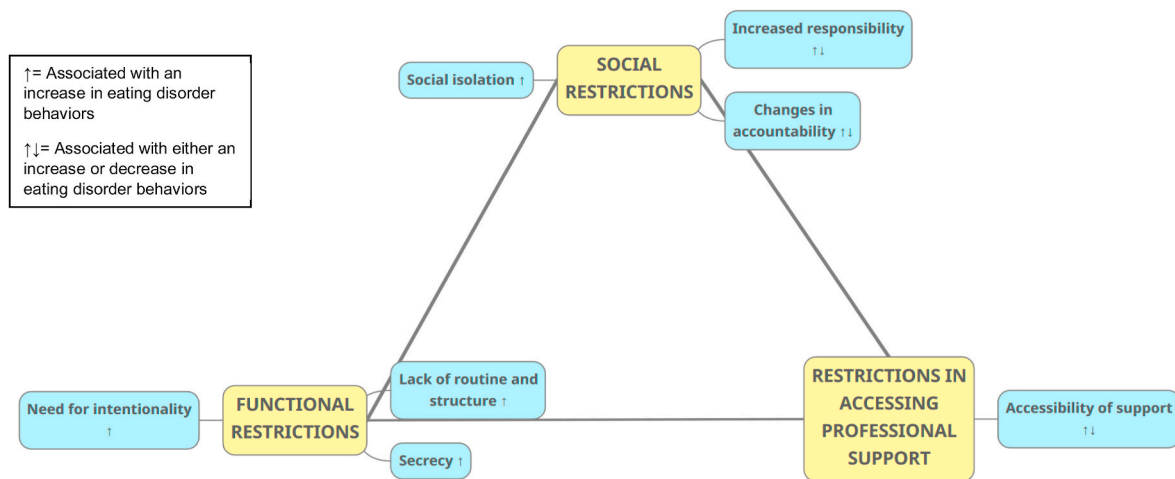 ↑= Associated with an
increase in eating disorder
behaviors
↑↓= Associated with either an
increase or decrease in
eating disorder behaviors
Social isolation ↑
SOCIAL
RESTRICTIONS
Increased responsibility
↑↓
Changes in
accountability ↑↓
Need for intentionality
↑
FUNCTIONAL
RESTRICTIONS
Lack of routine and
structure ↑
Secrecy ↑
RESTRICTIONS IN
ACCESSING
PROFESSIONAL
SUPPORT
Accessibility of support
↑↓